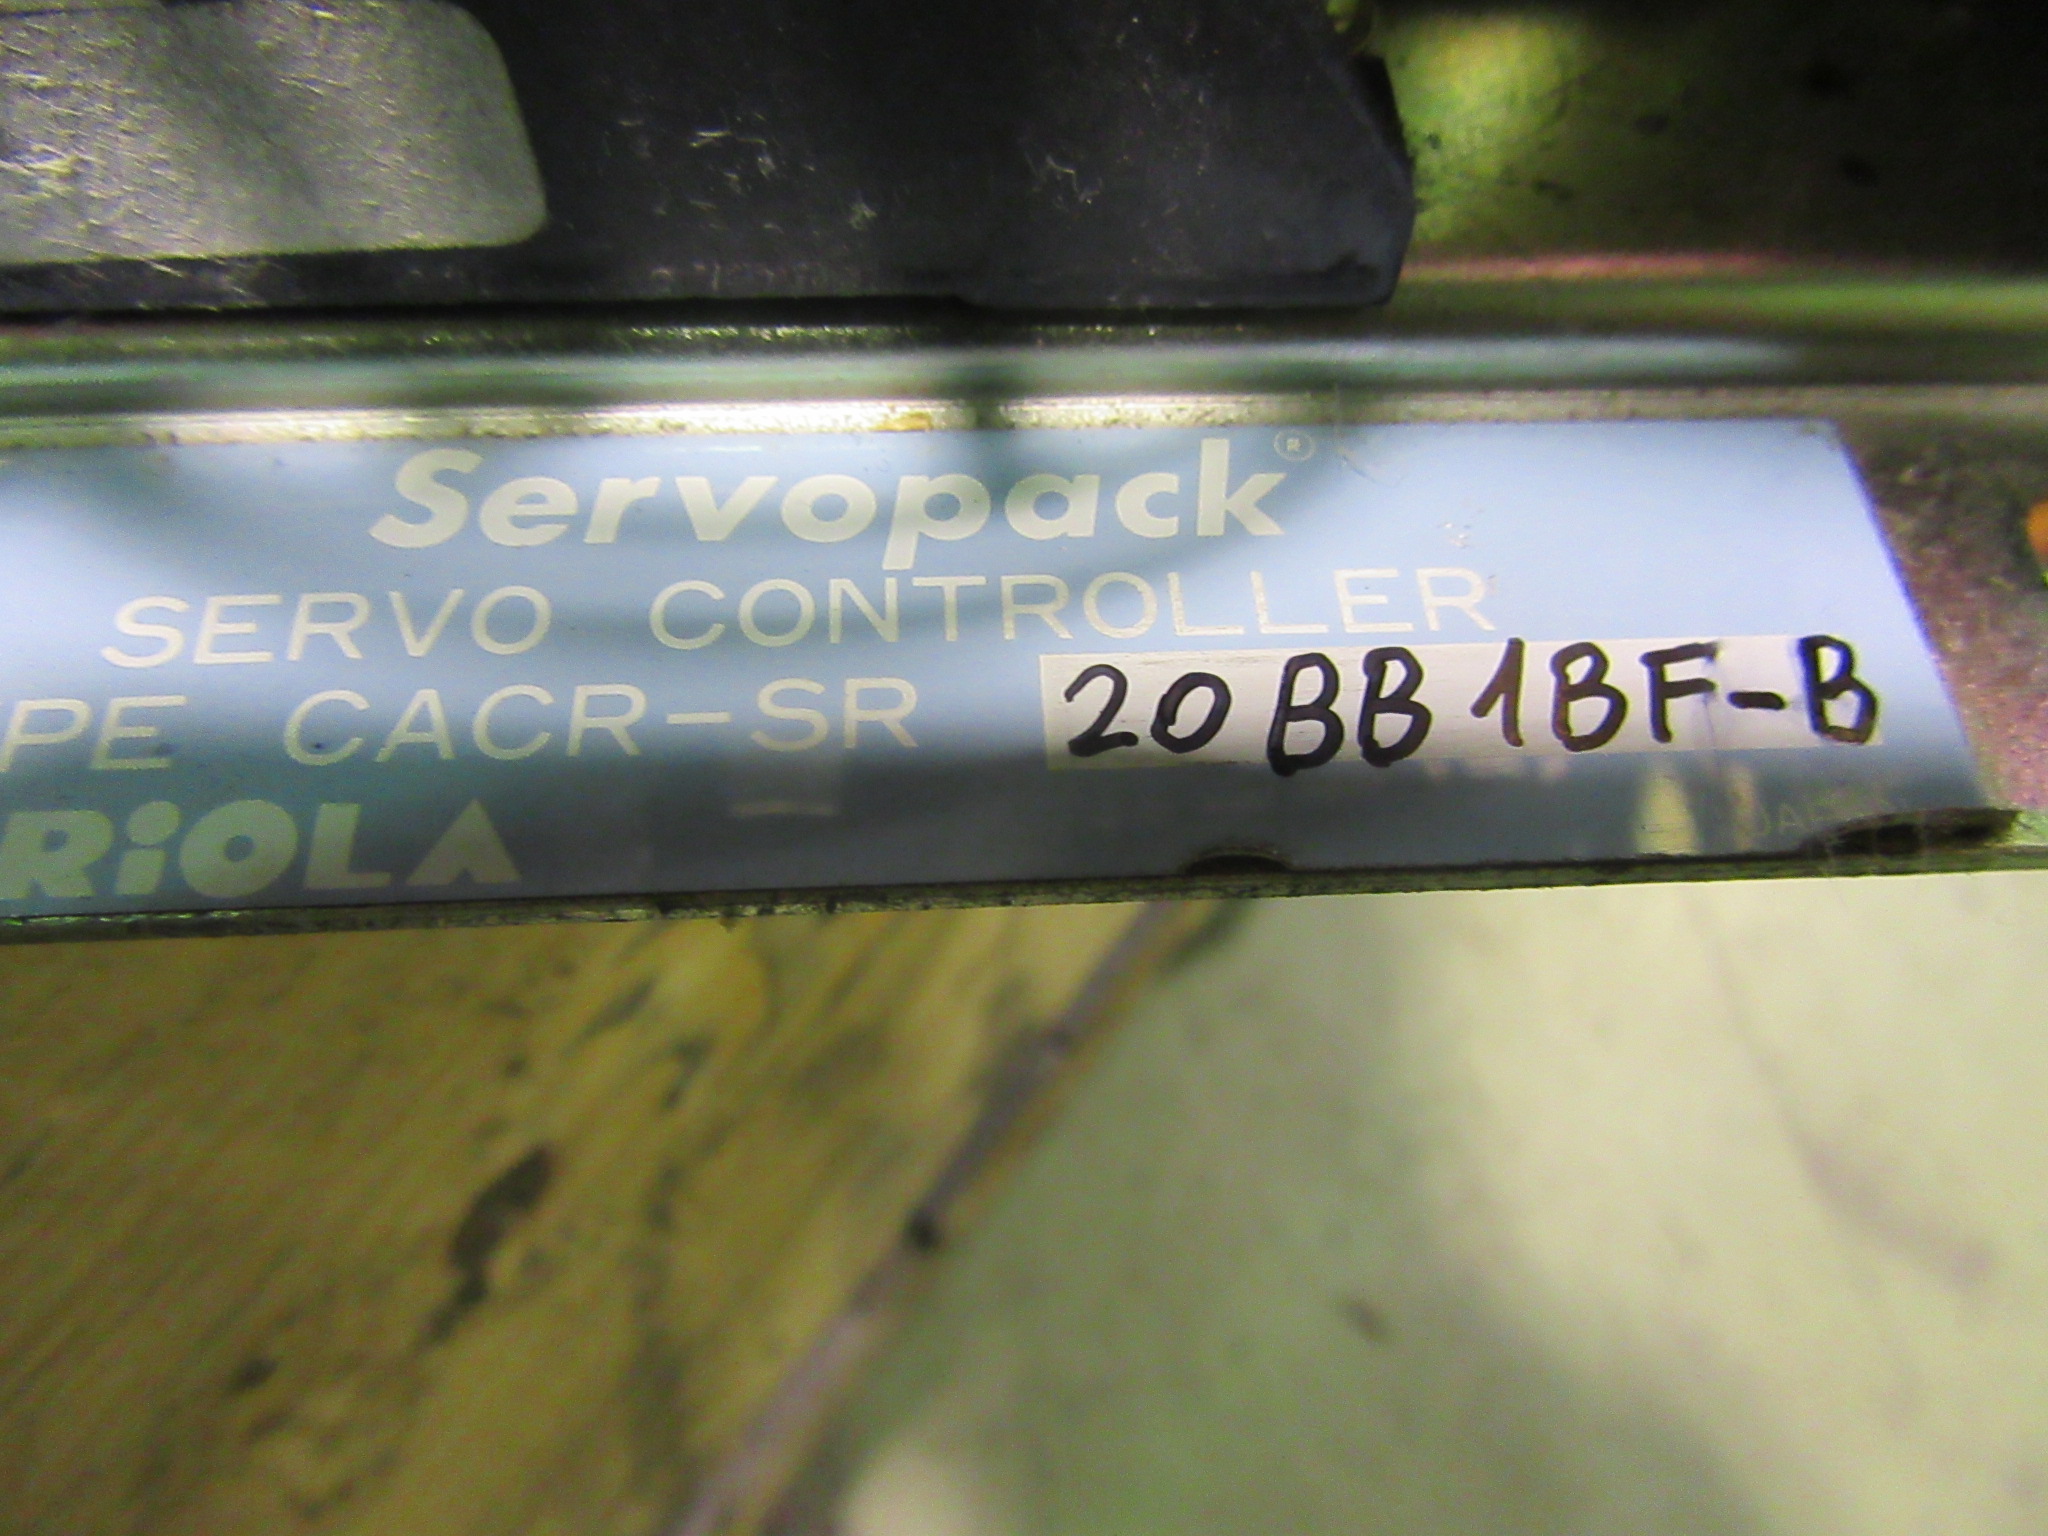 Servopack®
SERVO CONTROLLER
PE CACR-SR 20BB1BF-B
RiOLA